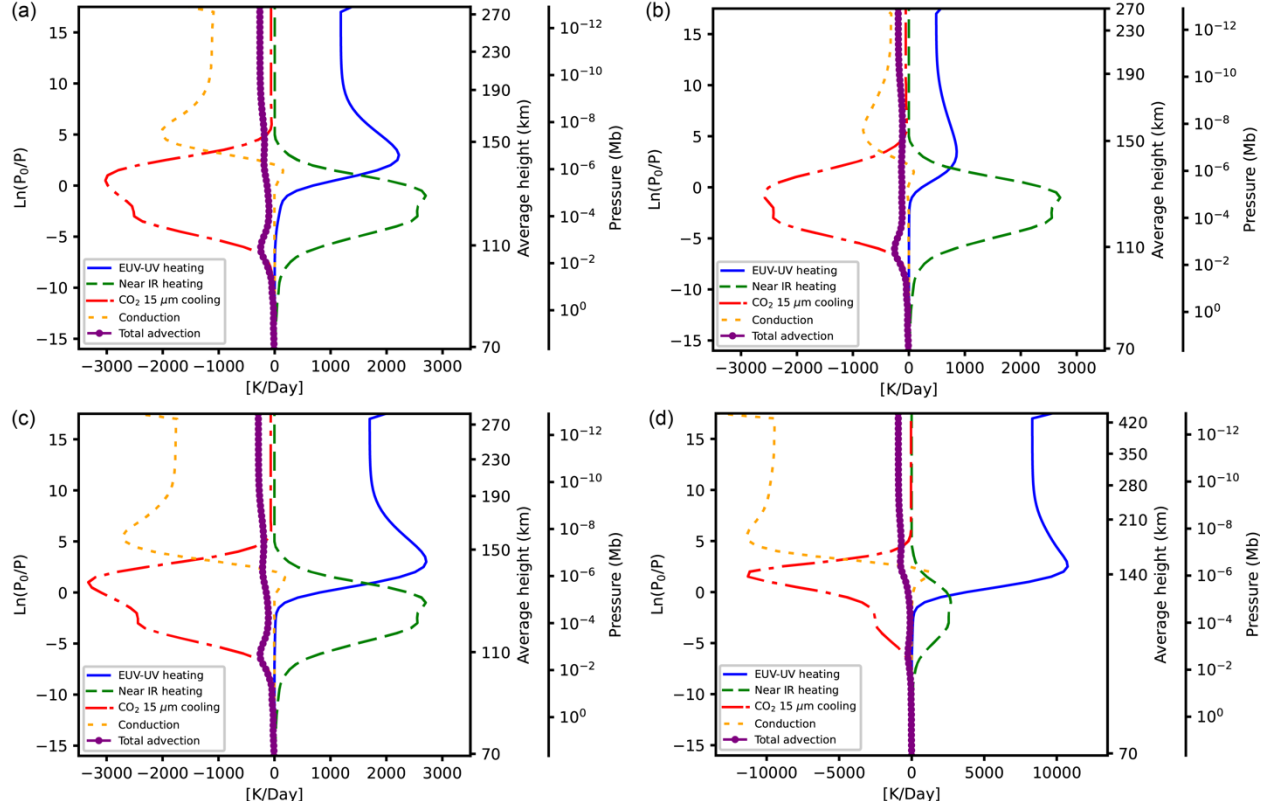 (a)
Ln(P₀/P)
15
10
5
0
−5
−10
−15
EUV-UV heating
Near IR heating
CO₂ 15 μm cooling
Conduction
Total advection
−3000 −2000 −1000 0 1000 2000 3000
[K/Day]
270
230
190
150
110
70
Average height (km)
10⁻¹²
10⁻¹⁰
10⁻⁸
10⁻⁶
10⁻⁴
10⁻²
10⁰
Pressure (Mb)
(b)
Ln(P₀/P)
15
10
5
0
−5
−10
−15
EUV-UV heating
Near IR heating
CO₂ 15 μm cooling
Conduction
Total advection
−3000 −2000 −1000 0 1000 2000 3000
[K/Day]
270
230
190
150
110
70
Average height (km)
10⁻¹²
10⁻¹⁰
10⁻⁸
10⁻⁶
10⁻⁴
10⁻²
10⁰
Pressure (Mb)
(c)
Ln(P₀/P)
15
10
5
0
−5
−10
−15
EUV-UV heating
Near IR heating
CO₂ 15 μm cooling
Conduction
Total advection
−3000 −2000 −1000 0 1000 2000 3000
[K/Day]
270
230
190
150
110
70
Average height (km)
10⁻¹²
10⁻¹⁰
10⁻⁸
10⁻⁶
10⁻⁴
10⁻²
10⁰
Pressure (Mb)
(d)
Ln(P₀/P)
15
10
5
0
−5
−10
−15
EUV-UV heating
Near IR heating
CO₂ 15 μm cooling
Conduction
Total advection
−10000 −5000 0 5000 10000
[K/Day]
420
350
280
210
140
70
Average height (km)
10⁻¹²
10⁻¹⁰
10⁻⁸
10⁻⁶
10⁻⁴
10⁻²
10⁰
Pressure (Mb)